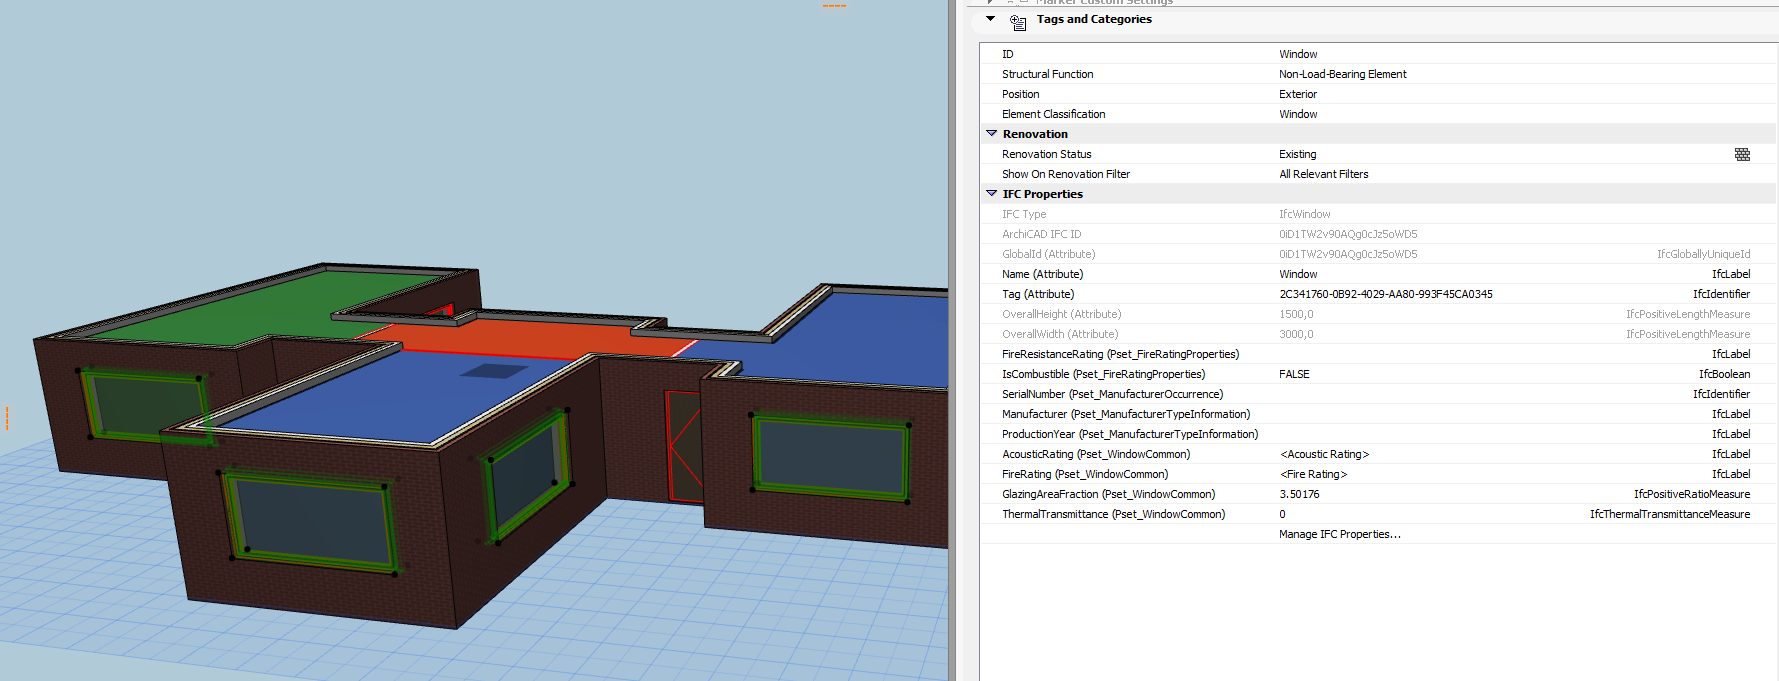 Marker Custom Settings
Tags and Categories
ID Window
Structural Function Non-Load-Bearing Element
Position Exterior
Element Classification Window
Renovation
Renovation Status Existing
Show On Renovation Filter All Relevant Filters
IFC Properties
IFC Type IfcWindow
ArchiCAD IFC ID 0iD1TW2v90AQg0cJz5oWD5
GlobalId (Attribute) 0iD1TW2v90AQg0cJz5oWD5 IfcGloballyUniqueId
Name (Attribute) Window IfcLabel
Tag (Attribute) 2C341760-0B92-4029-AA80-993F45CA0345 IfcIdentifier
OverallHeight (Attribute) 1500,0 IfcPositiveLengthMeasure
OverallWidth (Attribute) 3000,0 IfcPositiveLengthMeasure
FireResistanceRating (Pset_FireRatingProperties) IfcLabel
IsCombustible (Pset_FireRatingProperties) FALSE IfcBoolean
SerialNumber (Pset_ManufacturerOccurrence) IfcIdentifier
Manufacturer (Pset_ManufacturerTypeInformation) IfcLabel
ProductionYear (Pset_ManufacturerTypeInformation) IfcLabel
AcousticRating (Pset_WindowCommon) <Acoustic Rating> IfcLabel
FireRating (Pset_WindowCommon) <Fire Rating> IfcLabel
GlazingAreaFraction (Pset_WindowCommon) 3.50176 IfcPositiveRatioMeasure
ThermalTransmittance (Pset_WindowCommon) 0 IfcThermalTransmittanceMeasure
Manage IFC Properties...